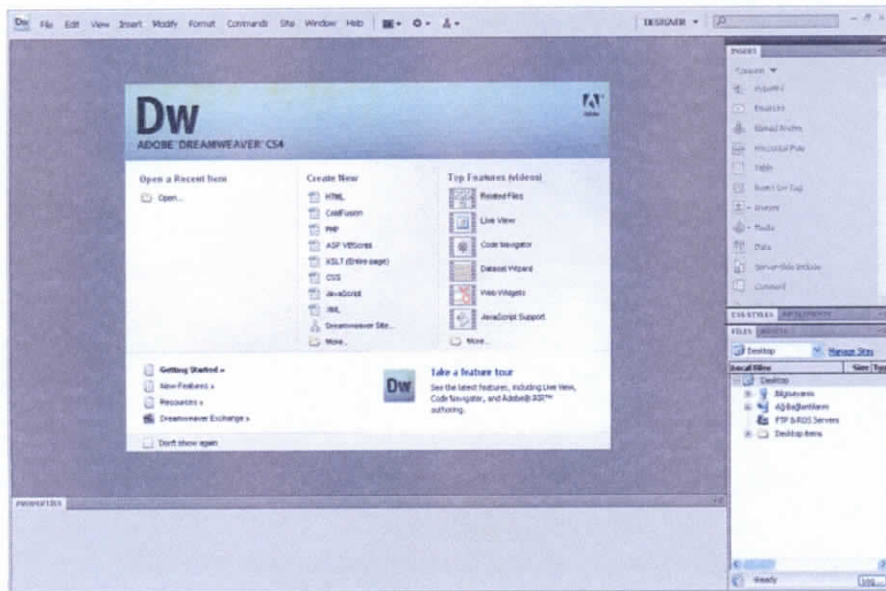 Dw File Edit View Insert Modify Format Commands Site Window Help
DESIGNER
Dw
ADOBE DREAMWEAVER CS4
Adobe
Open a Recent Item
Open...
Create New
HTML
ColdFusion
PHP
ASP VBScript
XSLT (Entire page)
CSS
JavaScript
XML
Dreamweaver Site...
More...
Top Features (videos)
Related Files
Live View
Code Navigator
Dataset Wizard
Web Widgets
JavaScript Support
More...
Getting Started »
New Features »
Resources »
Dreamweaver Exchange »
Dw
Take a feature tour
See the latest features, including Live View,
Code Navigator, and Adobe® AIR™
authoring.
Don't show again
PROPERTIES
INSERT
Common
Hyperlink
Email Link
Named Anchor
Horizontal Rule
Table
Insert Div Tag
Images
Media
Date
Server-Side Include
Comment
CSS STYLES
FILES ASSETS
Desktop Manage Sites
Local Files Size Typ
Desktop
Bilgisayarım
Ağ Bağlantılarım
FTP & RDS Servers
Desktop items
Ready Log...